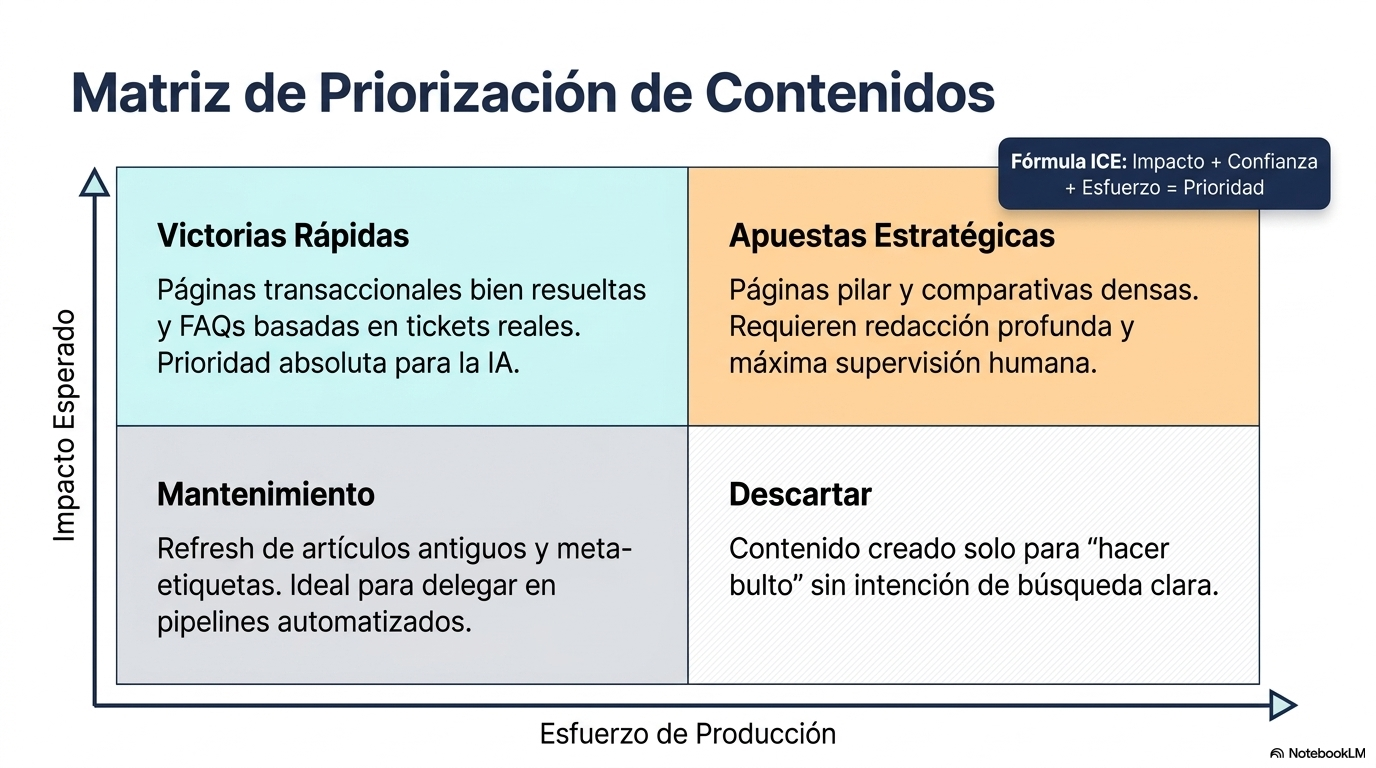 Matriz de Priorización de Contenidos
Fórmula ICE: Impacto + Confianza
+ Esfuerzo = Prioridad
Impacto Esperado
Victorias Rápidas
Páginas transaccionales bien resueltas
y FAQs basadas en tickets reales.
Prioridad absoluta para la IA.
Apuestas Estratégicas
Páginas pilar y comparativas densas.
Requieren redacción profunda y
máxima supervisión humana.
Mantenimiento
Refresh de artículos antiguos y meta-
etiquetas. Ideal para delegar en
pipelines automatizados.
Descartar
Contenido creado solo para “hacer
bulto” sin intención de búsqueda clara.
Esfuerzo de Producción
NotebookLM